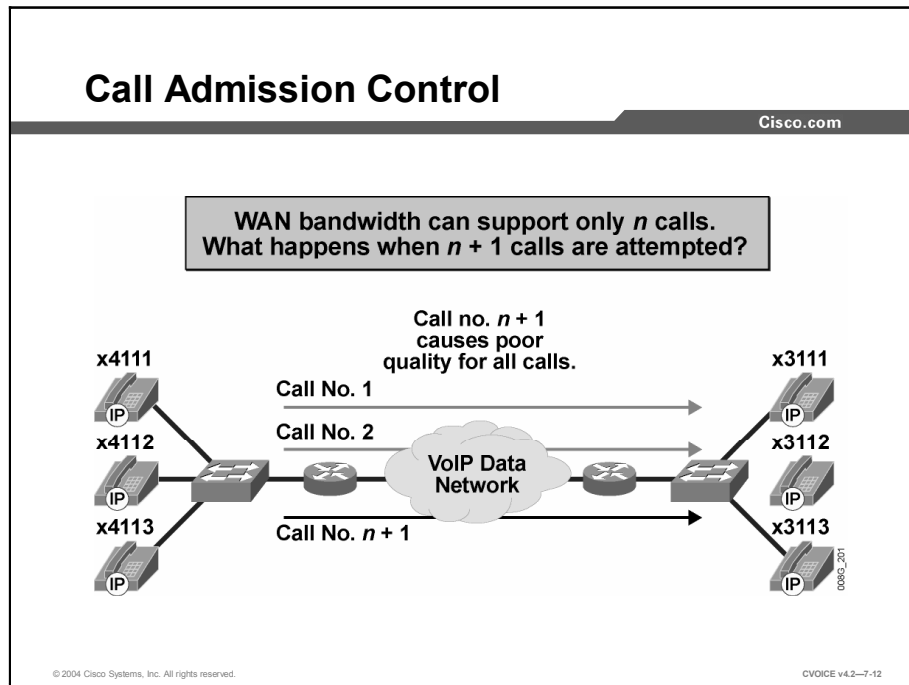 Call Admission Control
Cisco.com
WAN bandwidth can support only n calls.
What happens when n + 1 calls are attempted?
Call no. n + 1
causes poor
quality for all calls.
x4111
x3111
IP
Call No. 1
IP
x4112
Call No. 2
x3112
IP
VoIP Data
Network
IP
x4113
Call No. n + 1
x3113
IP
IP
008G_201
© 2004 Cisco Systems, Inc. All rights reserved.
CVOICE v4.2—7-12